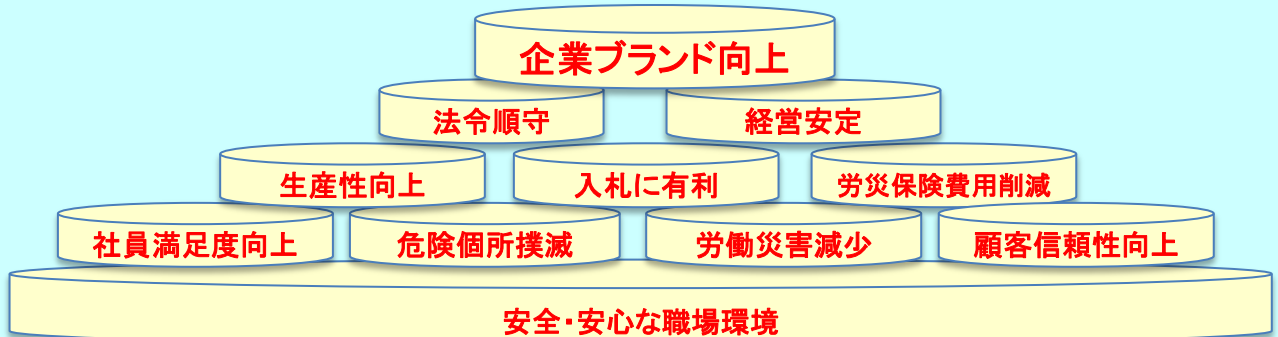 企業ブランド向上
法令順守
経営安定
生産性向上
入札に有利
労災保険費用削減
社員満足度向上
危険個所撲滅
労働災害減少
顧客信頼性向上
安全・安心な職場環境